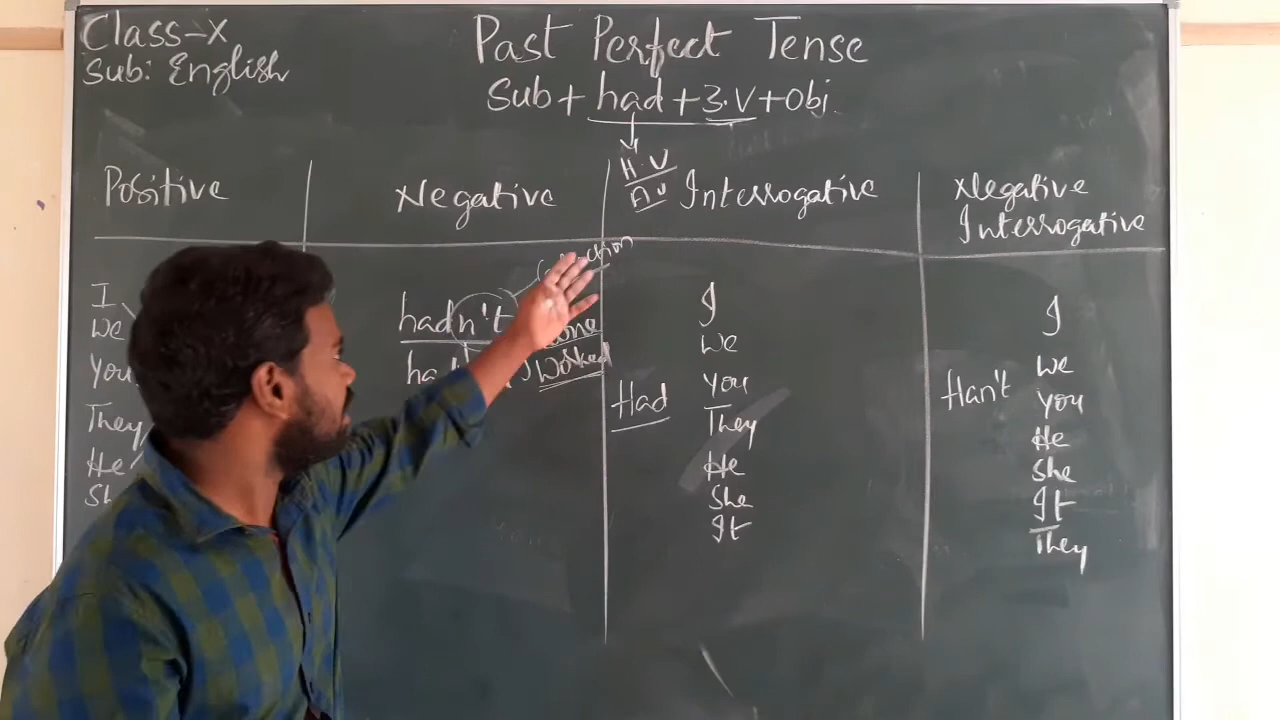 Class-X
Sub: English
Past Perfect Tense
Sub + had + 3.V + Obj.
H.V
A.V
Positive
Negative
Interrogative
Negative
Interrogative
I
We
You
They
He
hadn't
Worked
Had
I
We
You
They
He
She
It
Han't
I
We
You
He
She
It
They